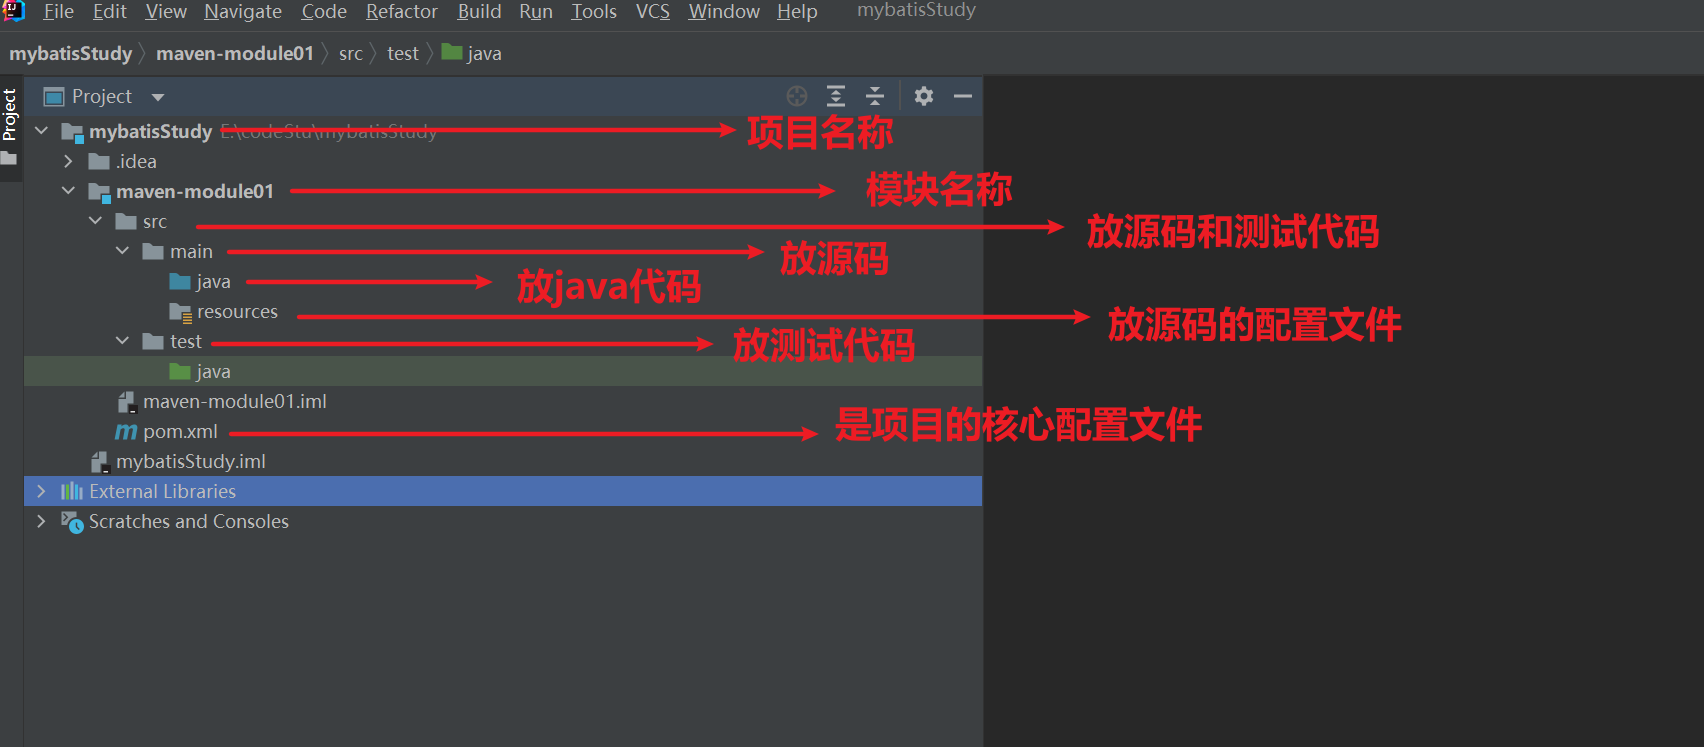 File Edit View Navigate Code Refactor Build Run Tools VCS Window Help mybatisStudy
mybatisStudy maven-module01 src test java
Project
Project
mybatisStudy E:\codeStu\mybatisStudy 项目名称
.idea
maven-module01 模块名称
src 放源码和测试代码
main 放源码
java 放java代码
resources 放源码的配置文件
test 放测试代码
java
maven-module01.iml
pom.xml 是项目的核心配置文件
mybatisStudy.iml
External Libraries
Scratches and Consoles